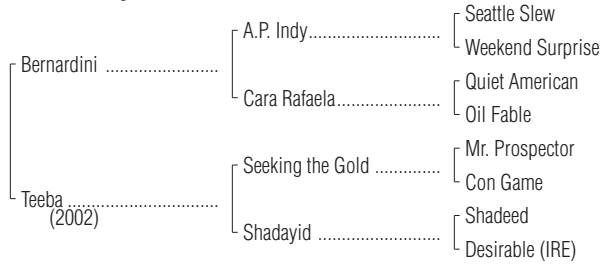 Seattle Slew
A.P. Indy..............................
Weekend Surprise
Bernardini ..........................
Quiet American
Cara Rafaela........................
Oil Fable
Mr. Prospector
Seeking the Gold ...............
Con Game
Teeba...................................
(2002)
Shadeed
Shadayid ............................
Desirable (IRE)